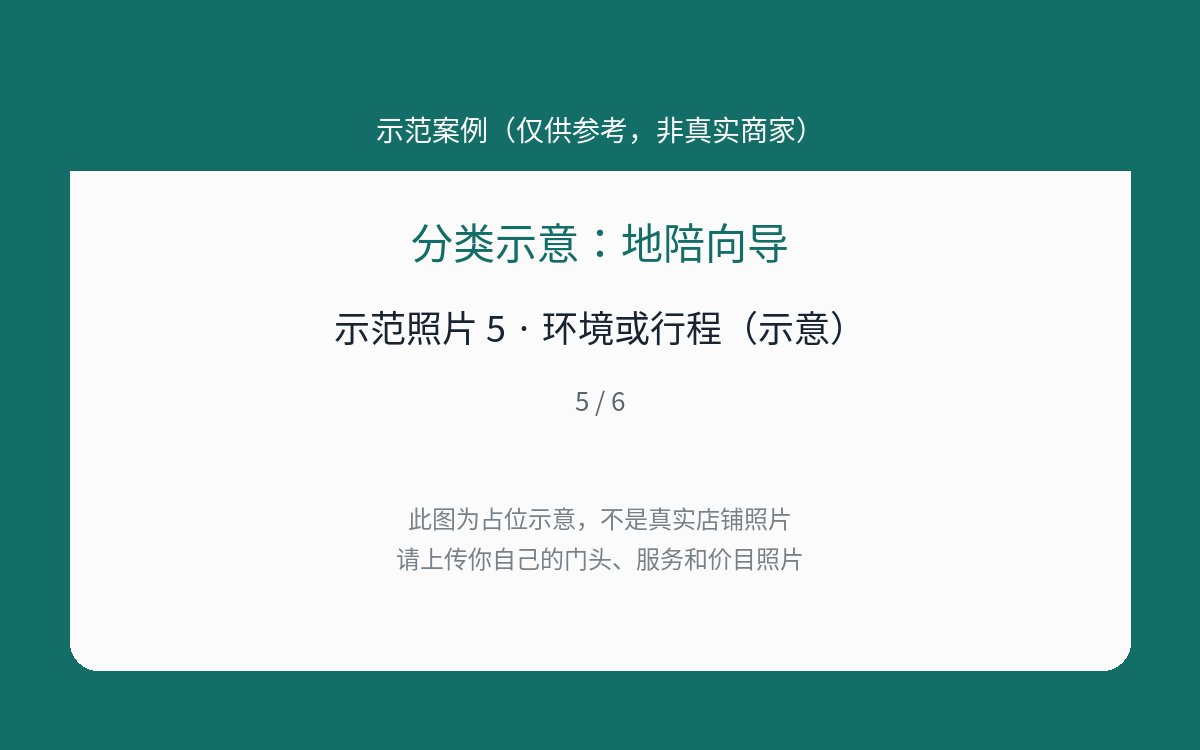 示范案例（仅供参考，非真实商家）
分类示意：地陪向导
示范照片 5 · 环境或行程（示意）
5 / 6
此图为占位示意，不是真实店铺照片
请上传你自己的门头、服务和价目照片